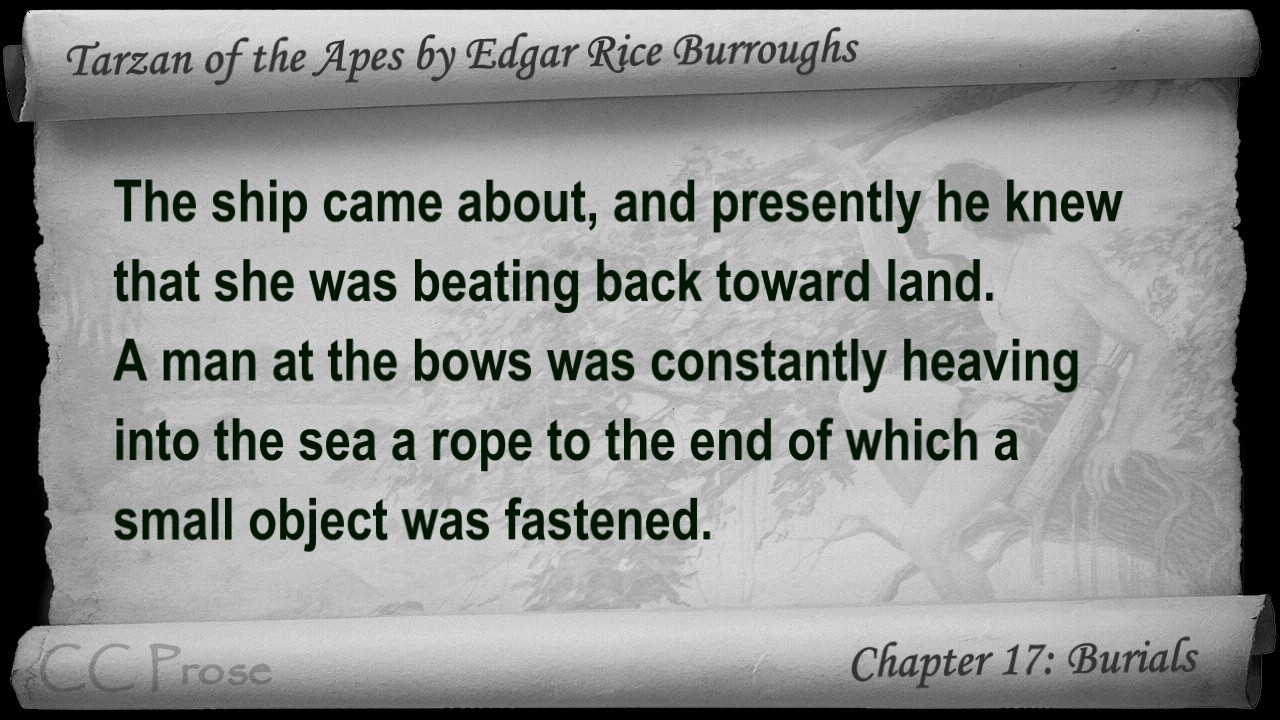 Tarzan of the Apes by Edgar Rice Burroughs
The ship came about, and presently he knew
that she was beating back toward land.
A man at the bows was constantly heaving
into the sea a rope to the end of which a
small object was fastened.
CC Prose
Chapter 17: Burials